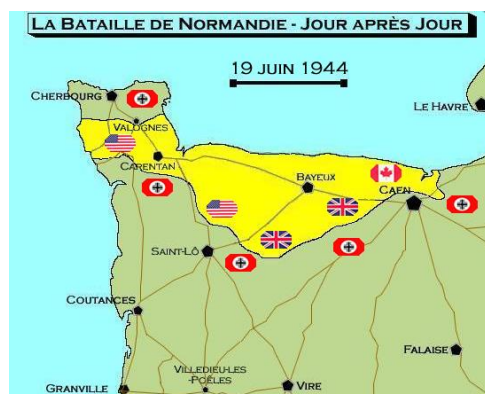 La Bataille de Normandie - Jour après Jour
19 juin 1944
Cherbourg
Le Havre
Valognes
Carentan
Bayeux
Caen
Saint-Lô
Coutances
Falaise
Villedieu-les-
Poëles
Granville
Vire